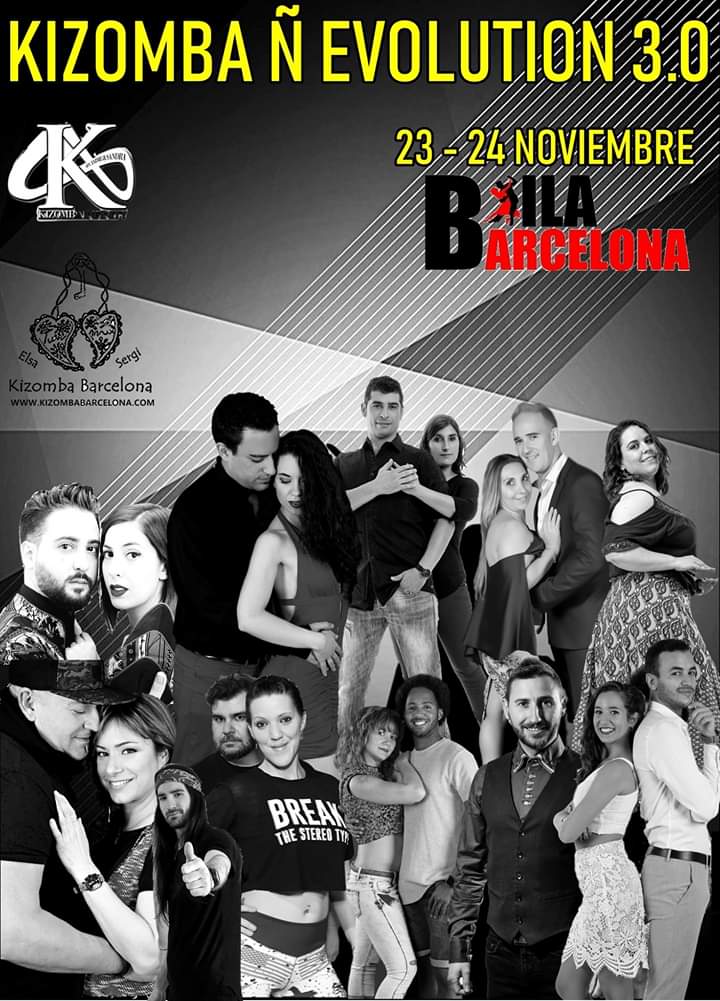 KIZOMBA Ñ EVOLUTION 3.0
23 - 24 NOVIEMBRE
BAILA
BARCELONA
Elsa Sergi
Kizomba Barcelona
WWW.KIZOMBABARCELONA.COM
BREAK
THE STEREO TYP